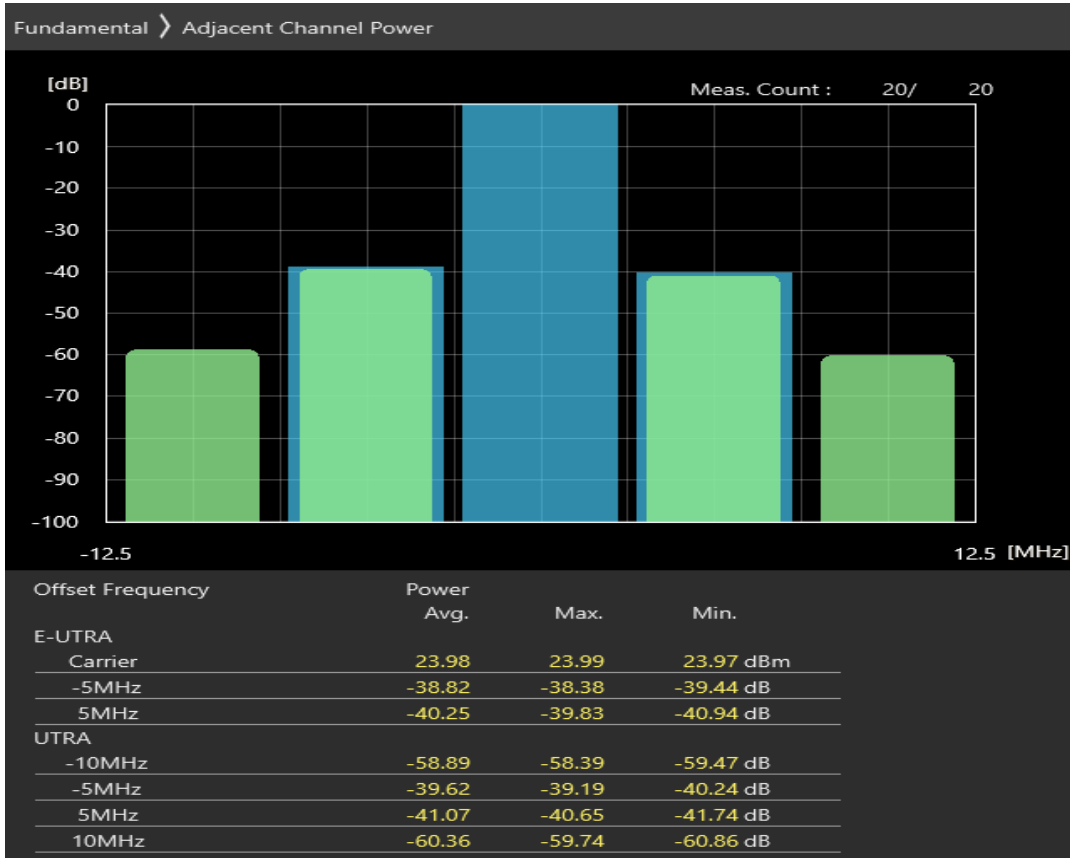 Fundamental 〉 Adjacent Channel Power
[dB]
Meas. Count : 20/ 20
0
-10
-20
-30
-40
-50
-60
-70
-80
-90
-100
-12.5 12.5 [MHz]
Offset Frequency Power
Avg. Max. Min.
E-UTRA
Carrier 23.98 23.99 23.97 dBm
-5MHz -38.82 -38.38 -39.44 dB
5MHz -40.25 -39.83 -40.94 dB
UTRA
-10MHz -58.89 -58.39 -59.47 dB
-5MHz -39.62 -39.19 -40.24 dB
5MHz -41.07 -40.65 -41.74 dB
10MHz -60.36 -59.74 -60.86 dB